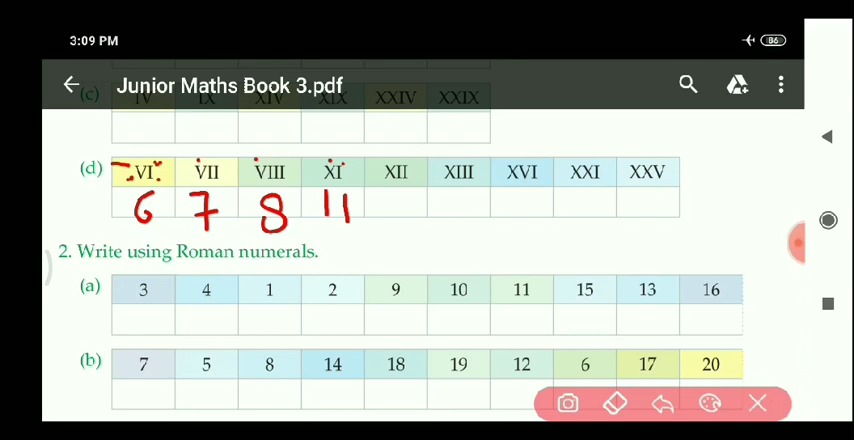 3:09 PM
86
Junior Maths Book 3.pdf
(c) IV IX XIV XIX XXIV XXIX
(d) VI VII VIII XI XII XIII XVI XXI XXV
6 7 8 11
2. Write using Roman numerals.
(a) 3 4 1 2 9 10 11 15 13 16
(b) 7 5 8 14 18 19 12 6 17 20